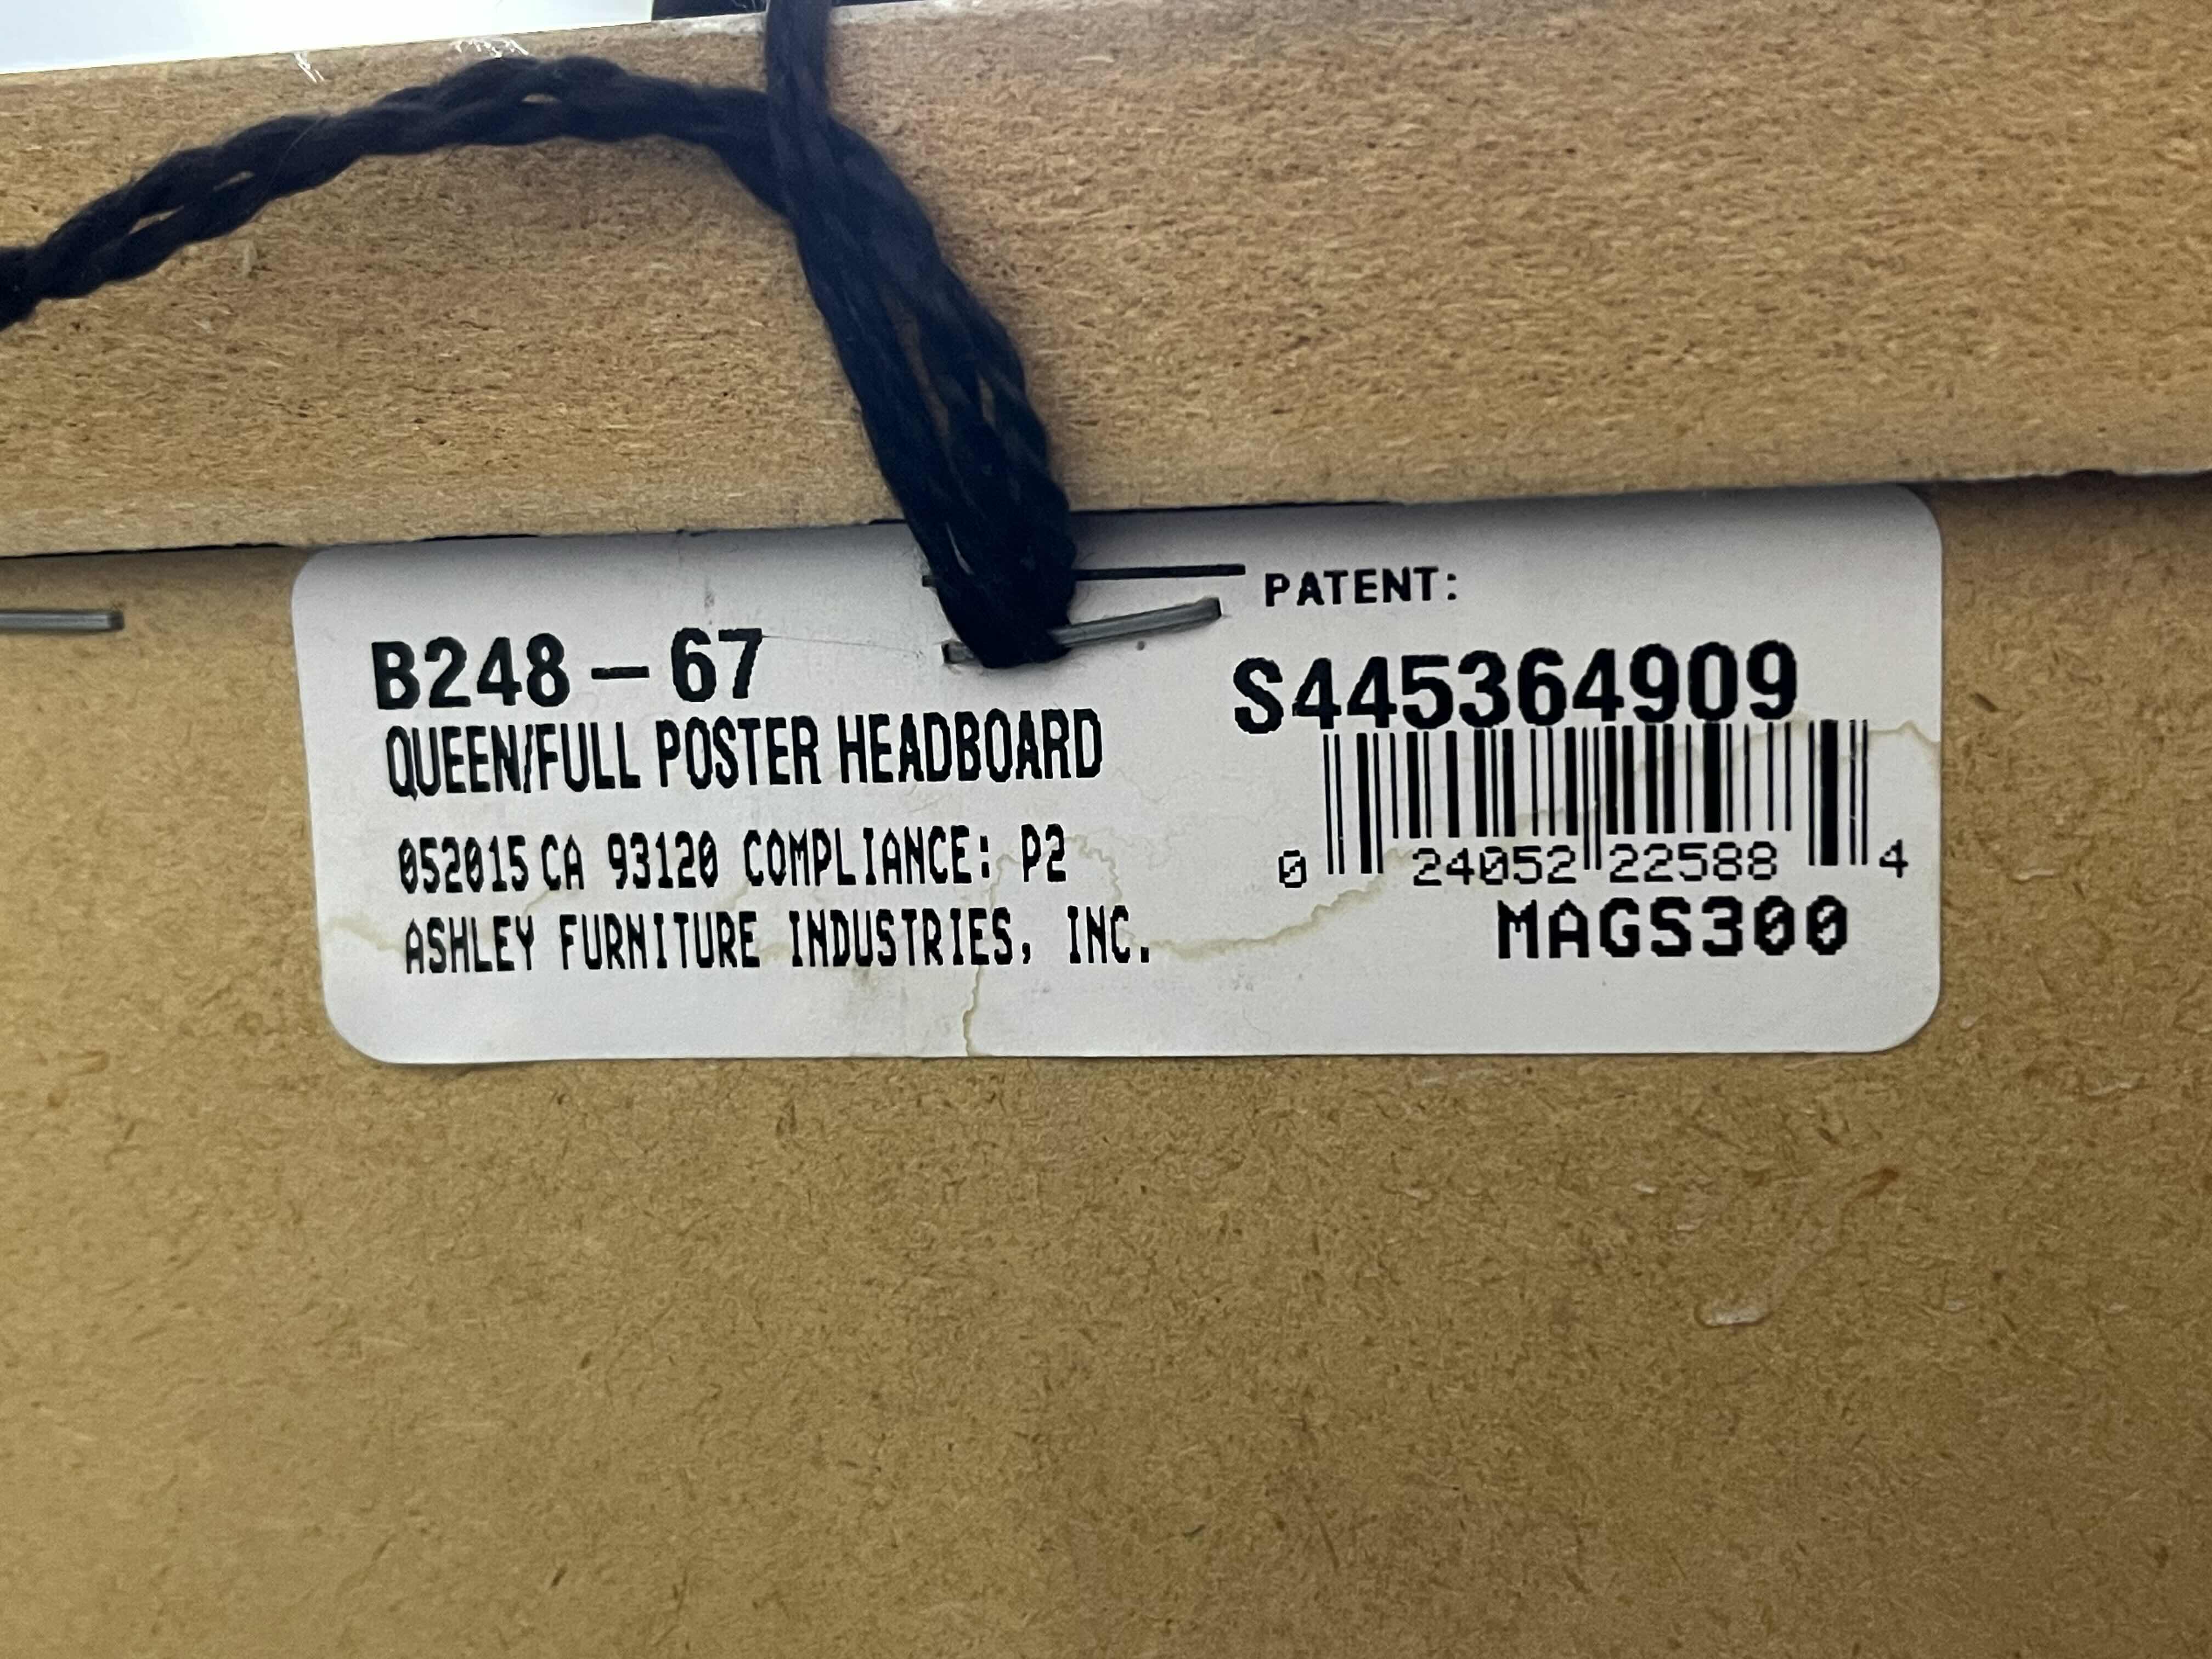 PATENT:
B248-67
S445364909
QUEEN/FULL POSTER HEADBOARD
052015 CA 93120 COMPLIANCE: P2
0 24052 22588 4
ASHLEY FURNITURE INDUSTRIES, INC.
MAGS300